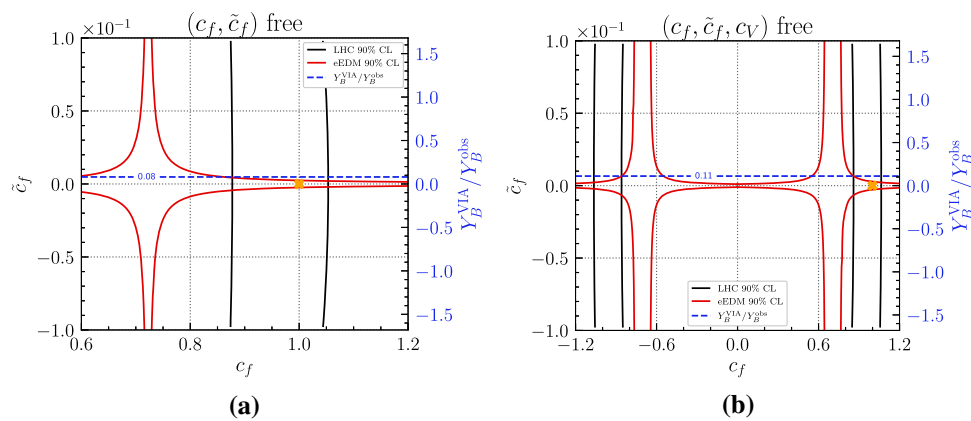 (c_f, c̃_f) free
×10⁻¹
1.0
0.5
0.0
−0.5
−1.0
c̃_f
0.6
0.8
1.0
1.2
c_f
LHC 90% CL
eEDM 90% CL
Y_B^VIA/Y_B^obs
0.08
1.5
1.0
0.5
0.0
−0.5
−1.0
−1.5
Y_B^VIA/Y_B^obs
(a)
(c_f, c̃_f, c_V) free
×10⁻¹
1.0
0.5
0.0
−0.5
−1.0
c̃_f
−1.2
−0.6
0.0
0.6
1.2
c_f
0.11
LHC 90% CL
eEDM 90% CL
Y_B^VIA/Y_B^obs
1.5
1.0
0.5
0.0
−0.5
−1.0
−1.5
Y_B^VIA/Y_B^obs
(b)